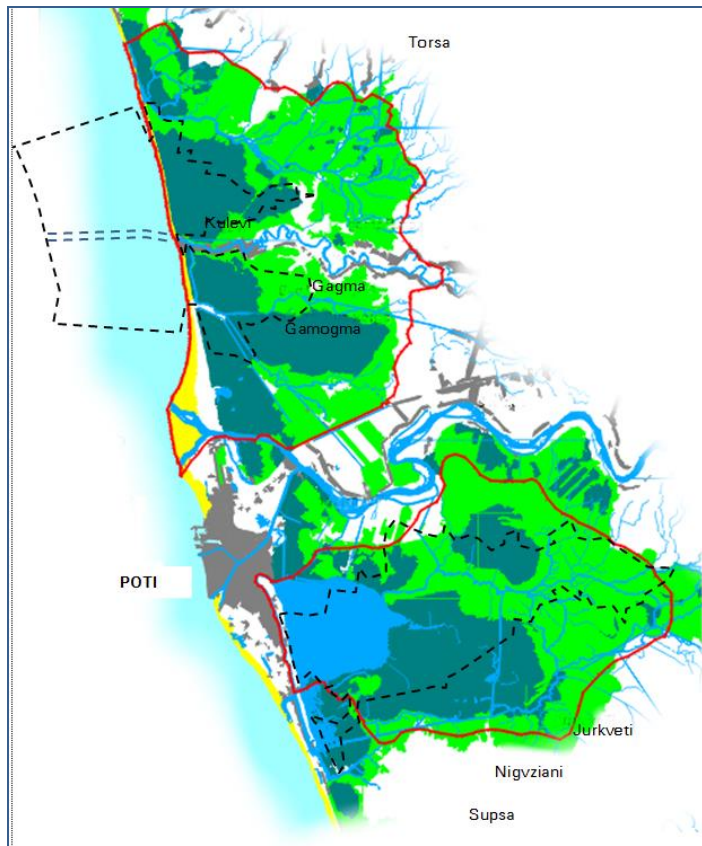 Torsa
Kulevi
Gagma
Gamogma
POTI
Jurkveti
Nigvziani
Supsa